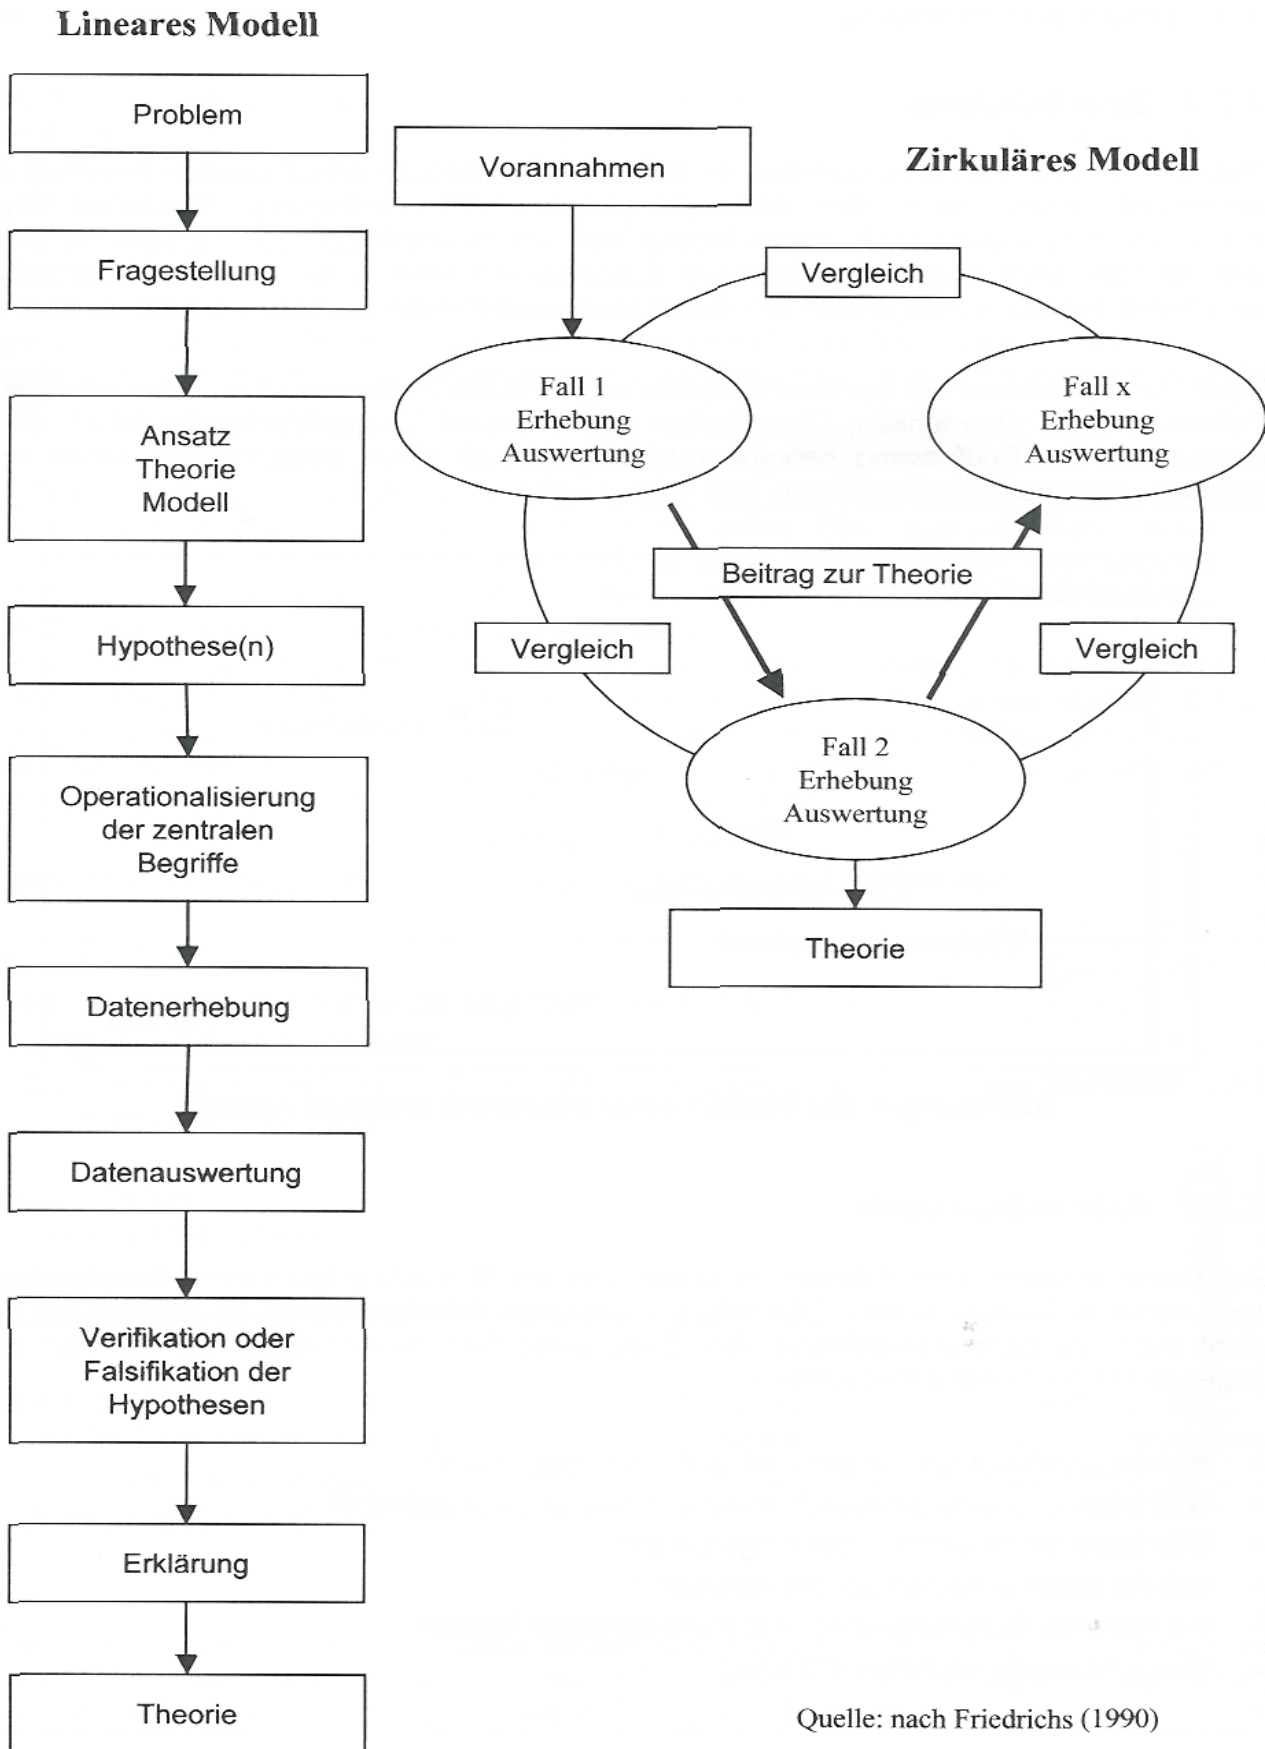 Lineares Modell
Problem
Fragestellung
Ansatz
Theorie
Modell
Hypothese(n)
Operationalisierung
der zentralen
Begriffe
Datenerhebung
Datenauswertung
Verifikation oder
Falsifikation der
Hypothesen
Erklärung
Theorie
Zirkuläres Modell
Vorannahmen
Vergleich
Fall 1
Erhebung
Auswertung
Fall x
Erhebung
Auswertung
Beitrag zur Theorie
Vergleich
Vergleich
Fall 2
Erhebung
Auswertung
Theorie
Quelle: nach Friedrichs (1990)